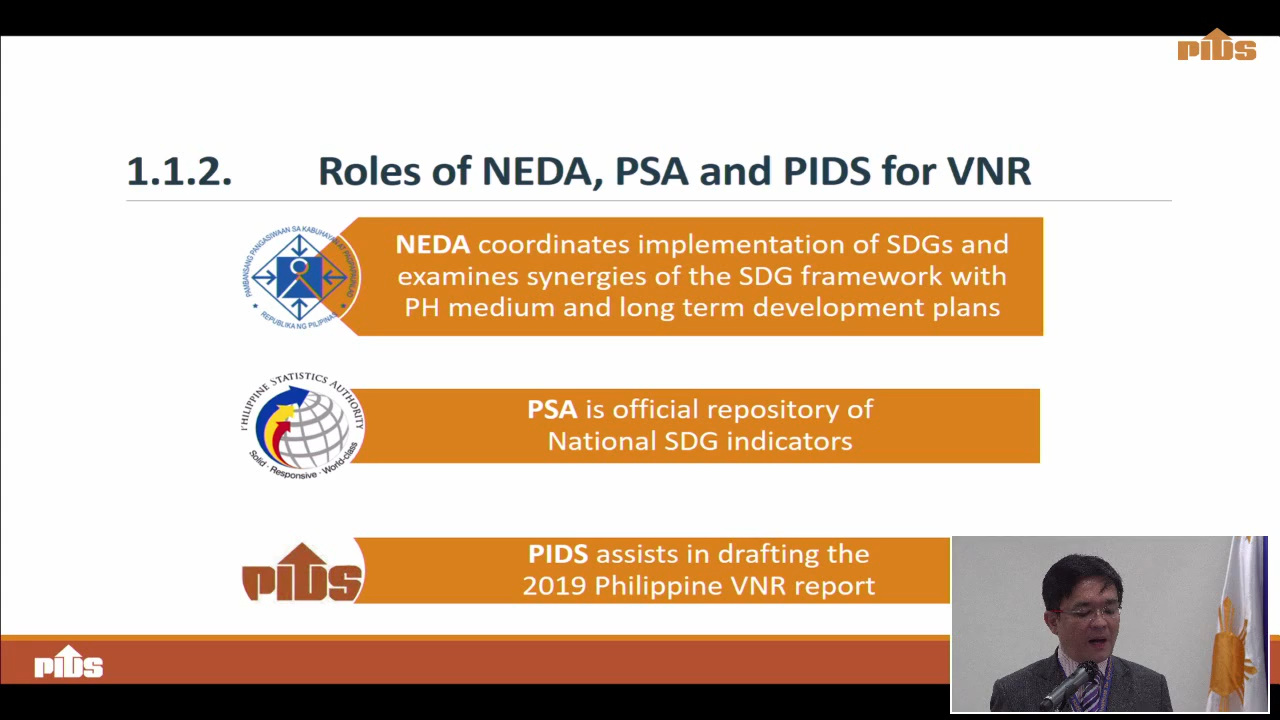 PIDS
1.1.2. Roles of NEDA, PSA and PIDS for VNR
PAMBANSANG PANGASIWAAN SA KABUHAYAN AT PAGPAPAUNLAD
REPUBLIKA NG PILIPINAS
NEDA coordinates implementation of SDGs and
examines synergies of the SDG framework with
PH medium and long term development plans
PHILIPPINE STATISTICS AUTHORITY
Solid · Responsive · World-class
PSA is official repository of
National SDG indicators
PIDS
PIDS assists in drafting the
2019 Philippine VNR report
PIDS